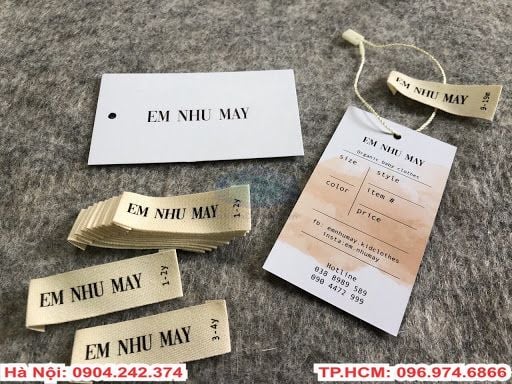 EM NHU MAY
EM NHU MAY
9-19m
EM NHU MAY
Organic baby clothes
size
style
color
item #
price
fb: emnhumay.kidclothes
insta:em.nhumay
Hotline
038 8989 589
090 4472 999
EM NHU MAY
1-2y
EM NHU MAY
1-2y
EM NHU MAY
3-4y
Hà Nội: 0904.242.374
TP.HCM: 096.974.6866